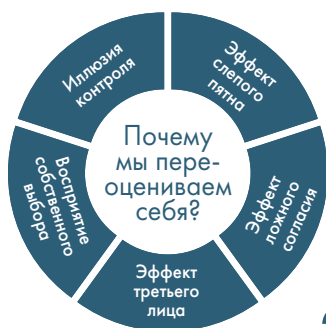 Почему
мы пере-
оцениваем
себя?
Эффект
слепого
пятна
Эффект
ложного
согласия
Эффект
третьего
лица
Восприятие
собственного
выбора
Иллюзия
контроля